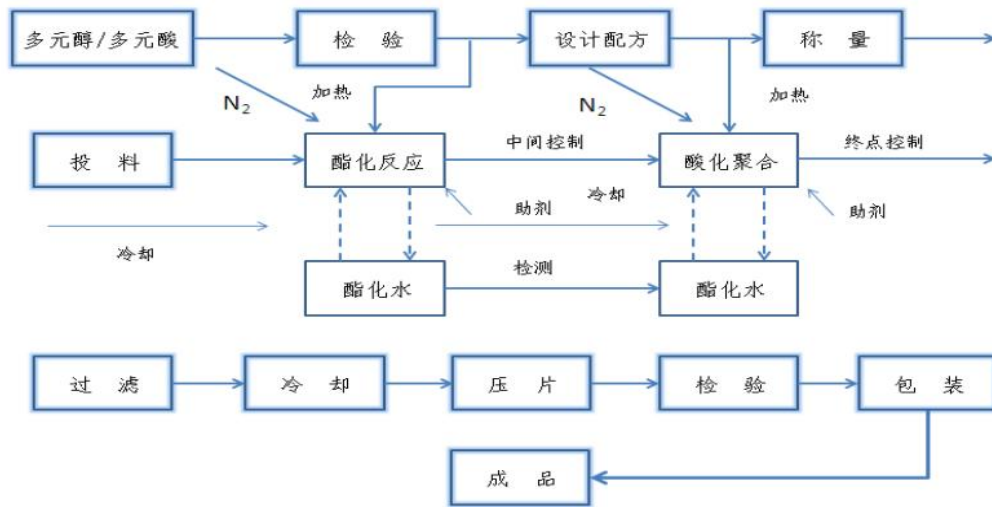 多元醇/多元酸 检 验 设计配方 称 量
N₂ 加热 N₂ 加热
投 料 酯化反应 中间控制 酸化聚合 终点控制
冷却 助剂 冷却 助剂
酯化水 检测 酯化水
过 滤 冷 却 压 片 检 验 包 装
成 品